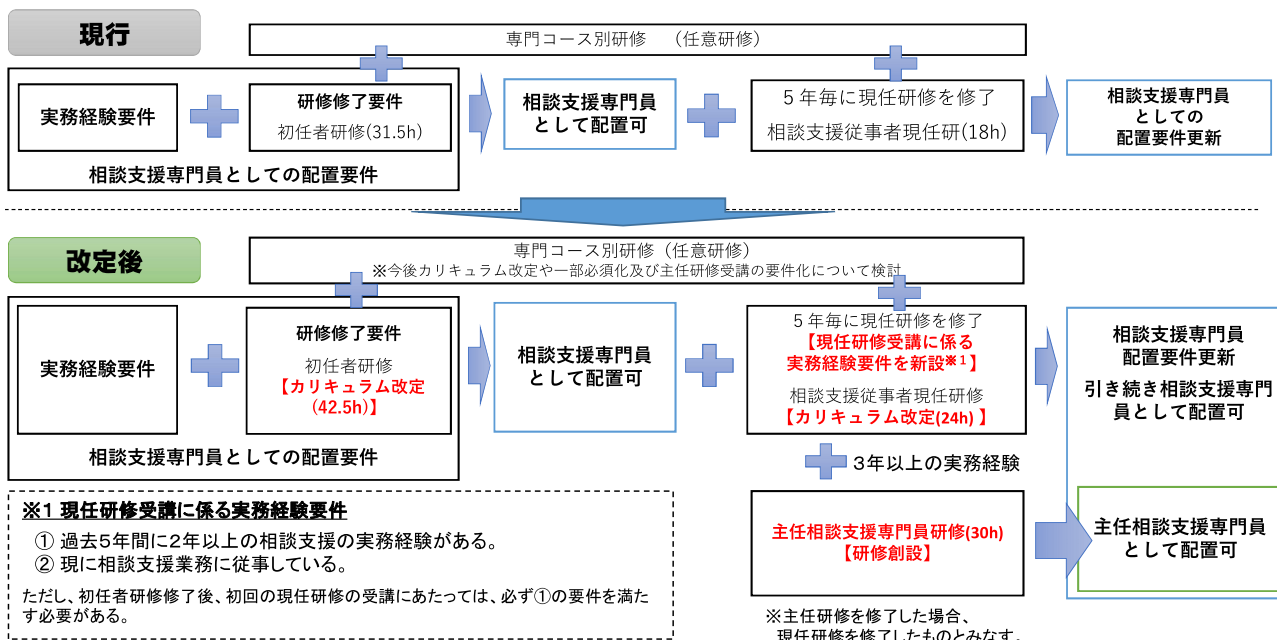 現行
専門コース別研修　（任意研修）
実務経験要件
研修修了要件
初任者研修(31.5h)
相談支援専門員としての配置要件
相談支援専門員
として配置可
５年毎に現任研修を修了
相談支援従事者現任研(18h)
相談支援専門員
としての
配置要件更新
改定後
専門コース別研修（任意研修）
※今後カリキュラム改定や一部必須化及び主任研修受講の要件化について検討
実務経験要件
研修修了要件
初任者研修
【カリキュラム改定
(42.5h)】
相談支援専門員としての配置要件
相談支援専門員
として配置可
５年毎に現任研修を修了
【現任研修受講に係る
実務経験要件を新設※1】
相談支援従事者現任研修
【カリキュラム改定(24h)】
相談支援専門員
配置要件更新
引き続き相談支援専門
員として配置可
３年以上の実務経験
主任相談支援専門員研修(30h)
【研修創設】
主任相談支援専門員
として配置可
※主任研修を修了した場合、
現任研修を修了したものとみなす。
※１ 現任研修受講に係る実務経験要件
① 過去５年間に２年以上の相談支援の実務経験がある。
② 現に相談支援業務に従事している。
ただし、初任者研修修了後、初回の現任研修の受講にあたっては、必ず①の要件を満た
す必要がある。